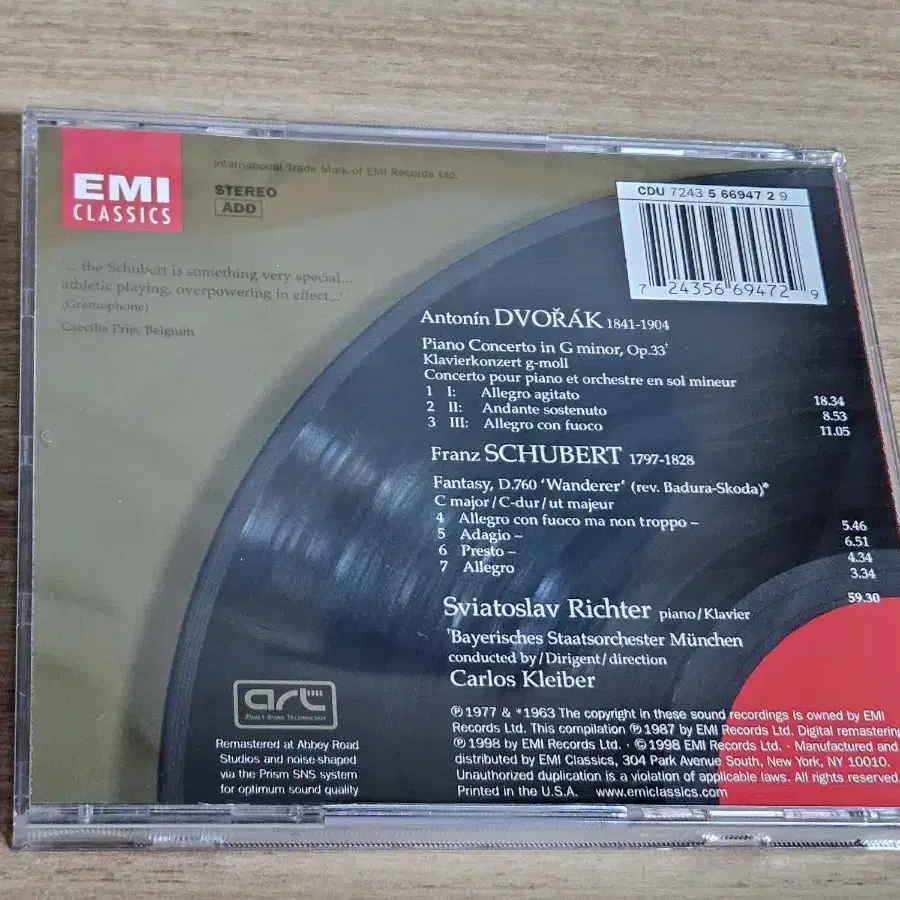 EMI
CLASSICS
International Trade Mark of EMI Records Ltd.
STEREO
ADD
'... the Schubert is something very special...
athletic playing, overpowering in effect...'
(Gramophone)
Caecilia Prijs, Belgium
CDU 7243 5 66947 2 9
7 24356 69472 9
Antonín DVOŘÁK 1841-1904
Piano Concerto in G minor, Op.33†
Klavierkonzert g-moll
Concerto pour piano et orchestre en sol mineur
1 I: Allegro agitato 18.34
2 II: Andante sostenuto 8.53
3 III: Allegro con fuoco 11.05
Franz SCHUBERT 1797-1828
Fantasy, D.760 'Wanderer' (rev. Badura-Skoda)*
C major/C-dur/ut majeur
4 Allegro con fuoco ma non troppo – 5.46
5 Adagio – 6.51
6 Presto – 4.34
7 Allegro 3.34
59.30
Sviatoslav Richter piano/Klavier
†Bayerisches Staatsorchester München
conducted by/Dirigent/direction
Carlos Kleiber
art
ABBEY ROAD TECHNOLOGY
Remastered at Abbey Road
Studios and noise-shaped
via the Prism SNS system
for optimum sound quality
℗ 1977 & *1963 The copyright in these sound recordings is owned by EMI
Records Ltd. This compilation ℗ 1987 by EMI Records Ltd. Digital remastering
℗ 1998 by EMI Records Ltd. · © 1998 EMI Records Ltd. · Manufactured and
distributed by EMI Classics, 304 Park Avenue South, New York, NY 10010.
Unauthorized duplication is a violation of applicable laws. All rights reserved.
Printed in the U.S.A. www.emiclassics.com